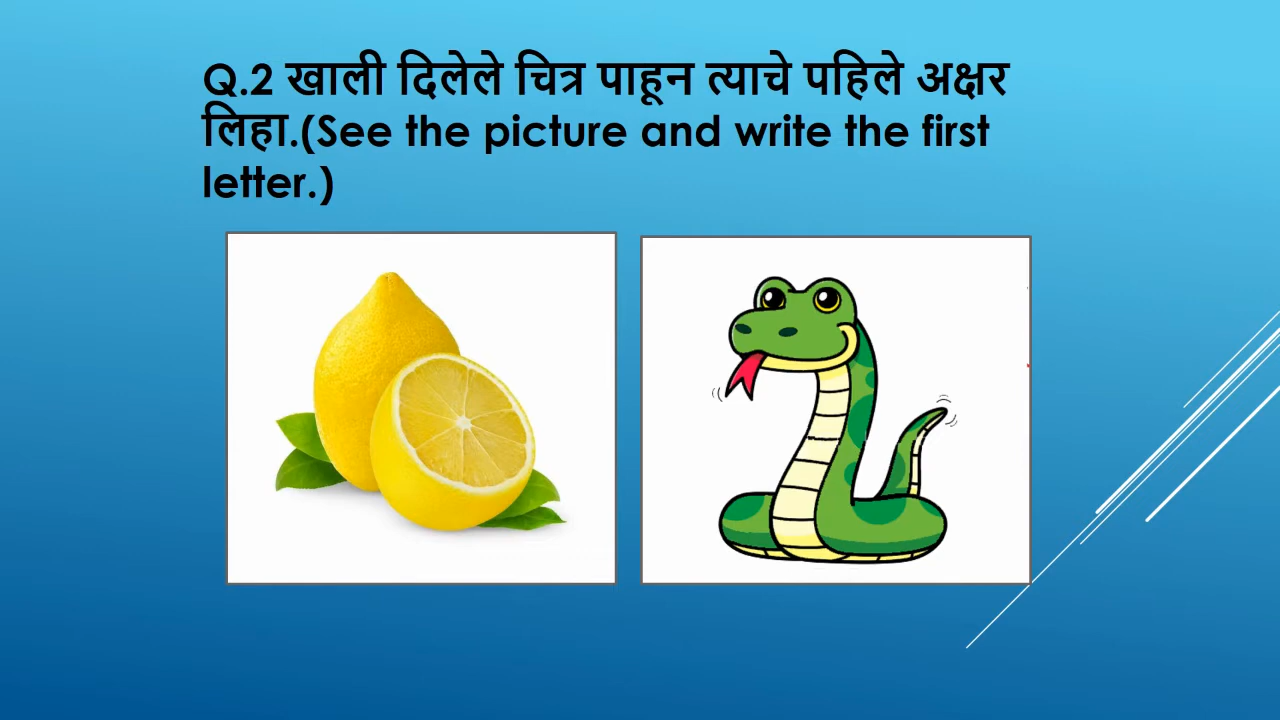 Q.2 खाली दिलेले चित्र पाहून त्याचे पहिले अक्षर
लिहा.(See the picture and write the first
letter.)